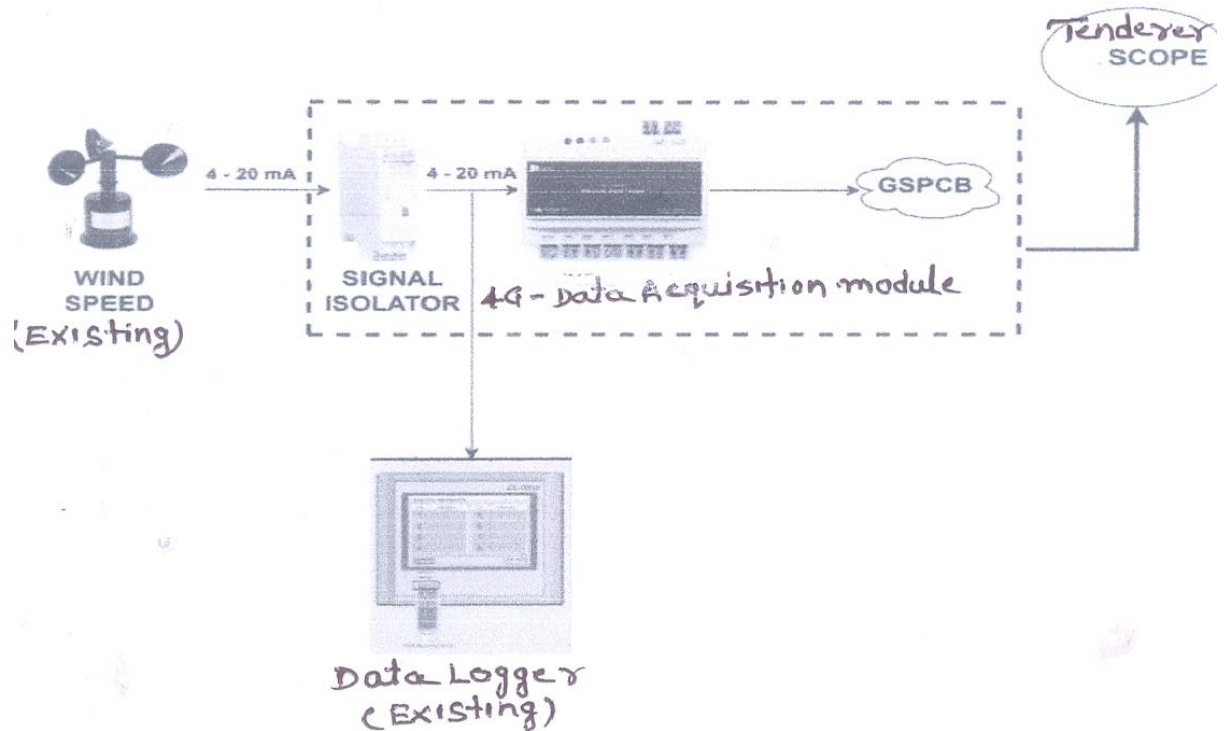 Tenderer
SCOPE
4 - 20 mA
4 - 20 mA
GSPCB
WIND
SPEED
(Existing)
SIGNAL
ISOLATOR
4G - Data Acquisition module
Data Logger
(Existing)